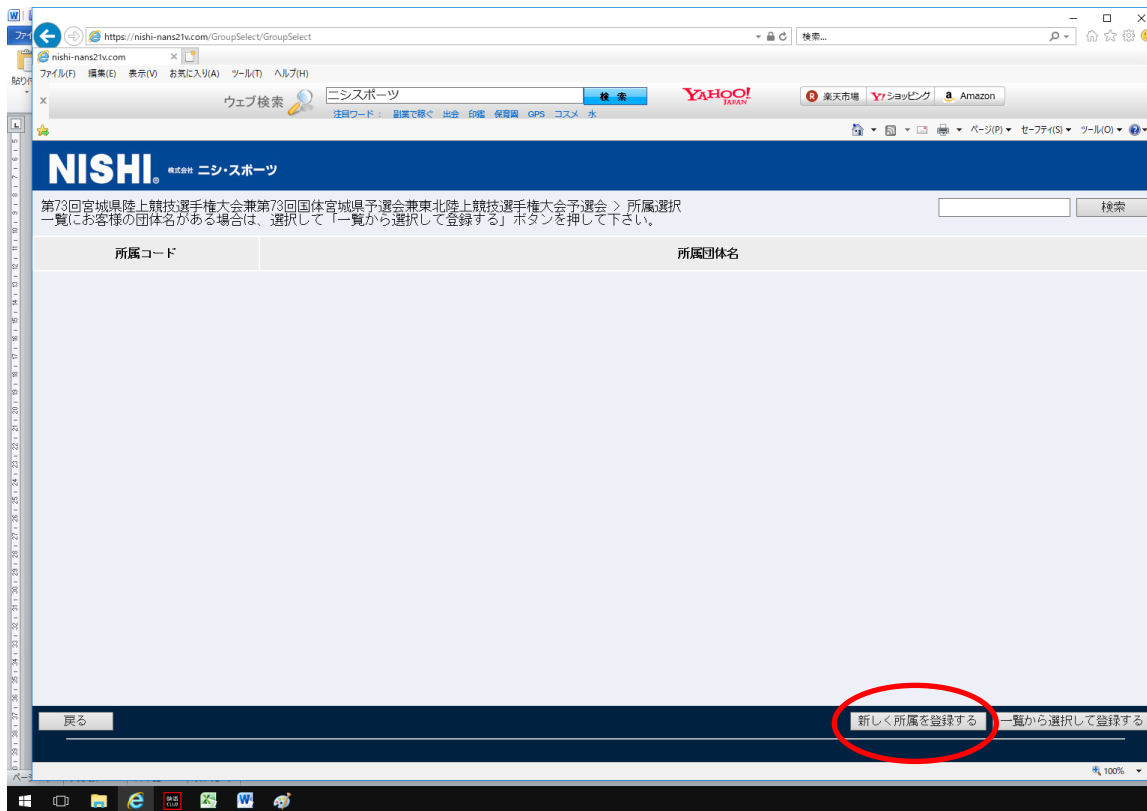 ファイ
貼り付
https://nishi-nans21v.com/GroupSelect/GroupSelect
検索...
nishi-nans21v.com
ファイル(F) 編集(E) 表示(V) お気に入り(A) ツール(T) ヘルプ(H)
x ウェブ検索 ニシスポーツ 検 索 YAHOO! JAPAN R 楽天市場 Y! ショッピング a Amazon
注目ワード： 副業で稼ぐ 出会 印鑑 保育園 GPS コスメ 水
ページ(P) セーフティ(S) ツール(O)
NISHI® 株式会社 ニシ・スポーツ
第73回宮城県陸上競技選手権大会兼第73回国体宮城県予選会兼東北陸上競技選手権大会予選会 > 所属選択
一覧にお客様の団体名がある場合は、選択して「一覧から選択して登録する」ボタンを押して下さい。
検索
所属コード 所属団体名
戻る 新しく所属を登録する 一覧から選択して登録する
100%
快活 CLUB